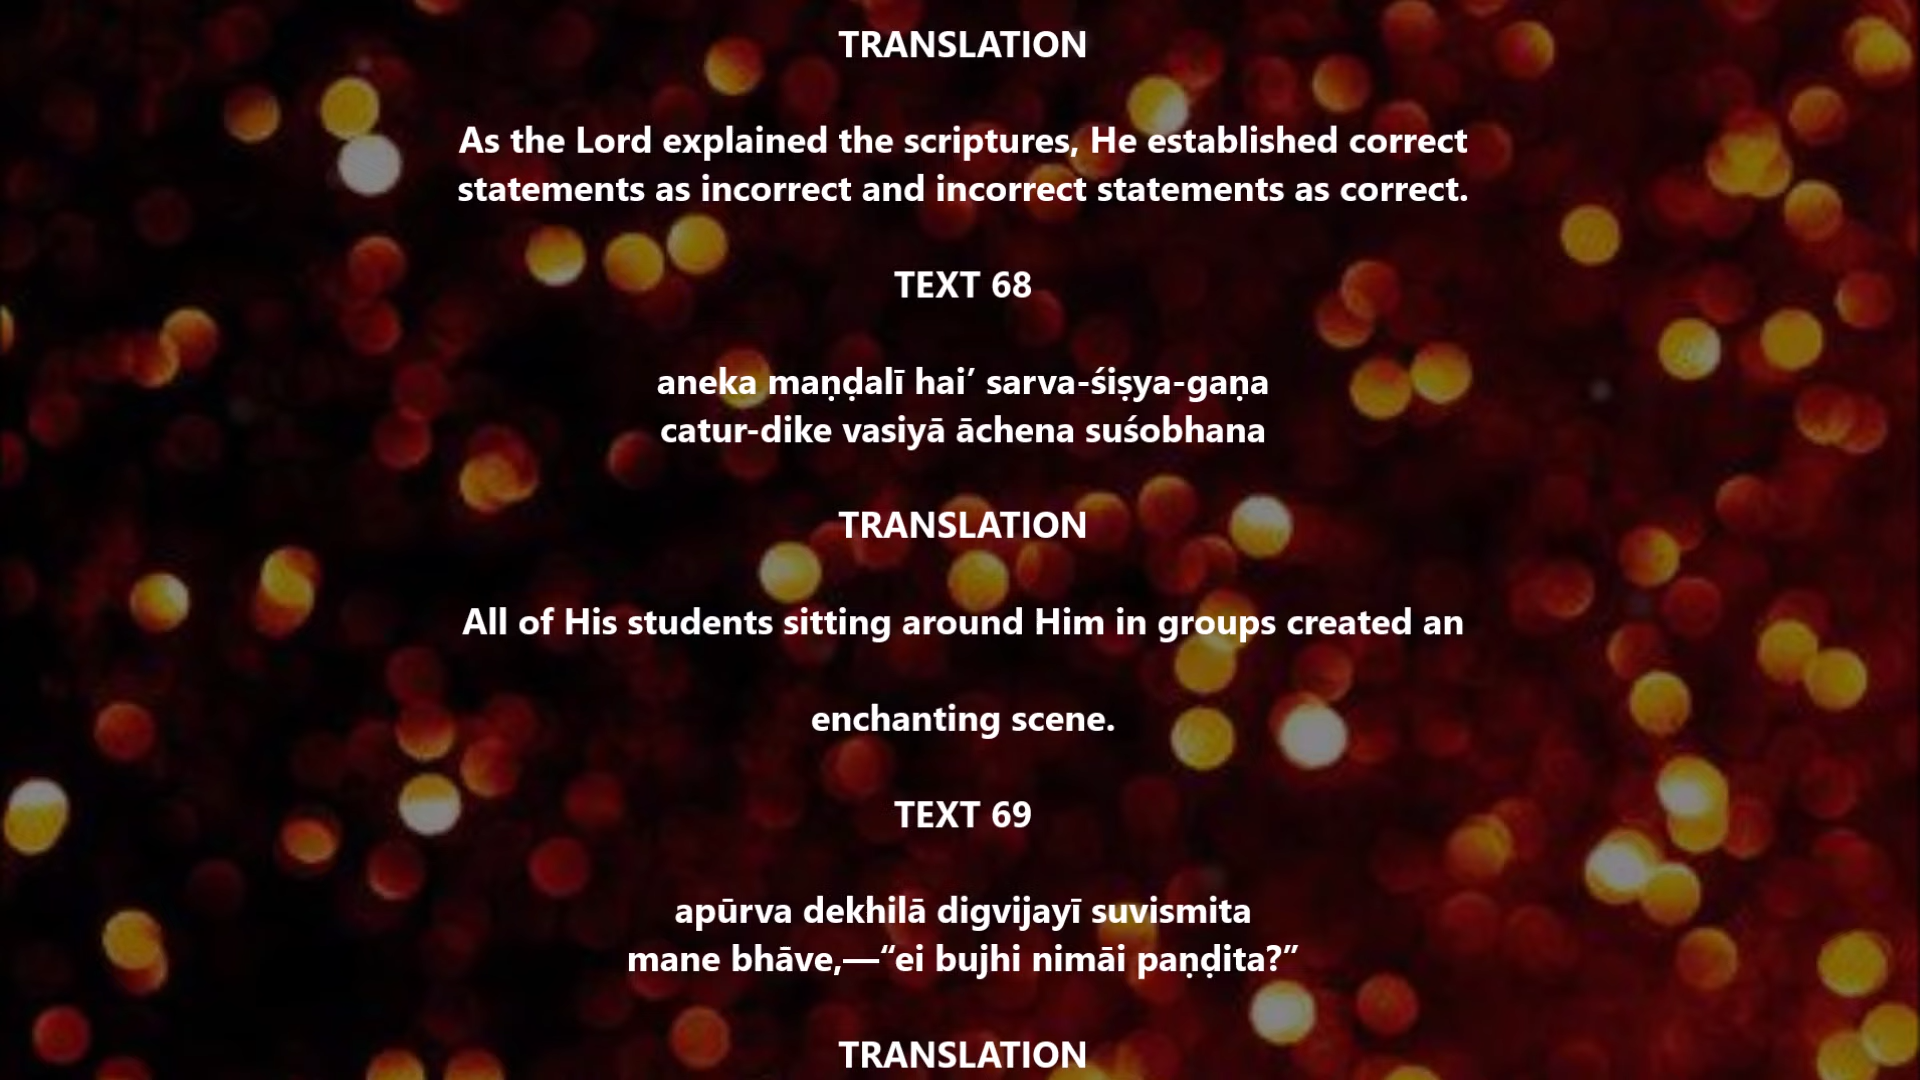 TRANSLATION
As the Lord explained the scriptures, He established correct
statements as incorrect and incorrect statements as correct.
TEXT 68
aneka maṇḍalī hai’ sarva-śiṣya-gaṇa
catur-dike vasiyā āchena suśobhana
TRANSLATION
All of His students sitting around Him in groups created an
enchanting scene.
TEXT 69
apūrva dekhilā digvijayī suvismita
mane bhāve,—“ei bujhi nimāi paṇḍita?”
TRANSLATION